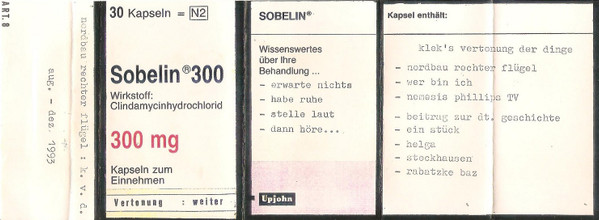 ART. 8
aug. - dez. 1993
nordbau rechter flügel : k. v. d.
30 Kapseln = N2
Sobelin®300
Wirkstoff:
Clindamycinhydrochlorid
300 mg
Kapseln zum
Einnehmen
Vertonung : weiter
SOBELIN®
Wissenswertes
über Ihre
Behandlung ...
- erwarte nichts
- habe ruhe
- stelle laut
- dann höre...
Upjohn
Kapsel enthält:
klek's vertonung der dinge
- nordbau rechter flügel
- wer bin ich
- nemesis phillips TV
- beitrag zur dt. geschichte
- ein stück
- helga
- stockhausen
- rabatzke baz